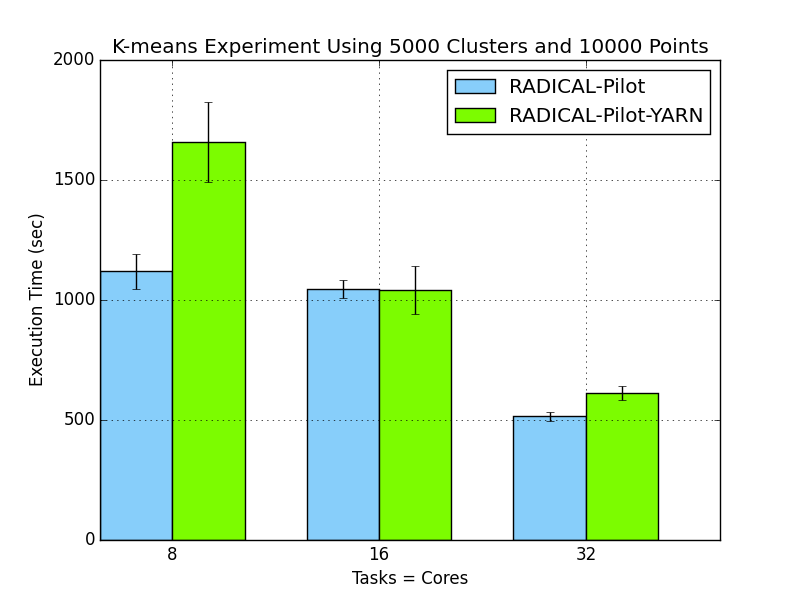 K-means Experiment Using 5000 Clusters and 10000 Points
RADICAL-Pilot
RADICAL-Pilot-YARN
Execution Time (sec)
2000
1500
1000
500
0
8 16 32
Tasks = Cores